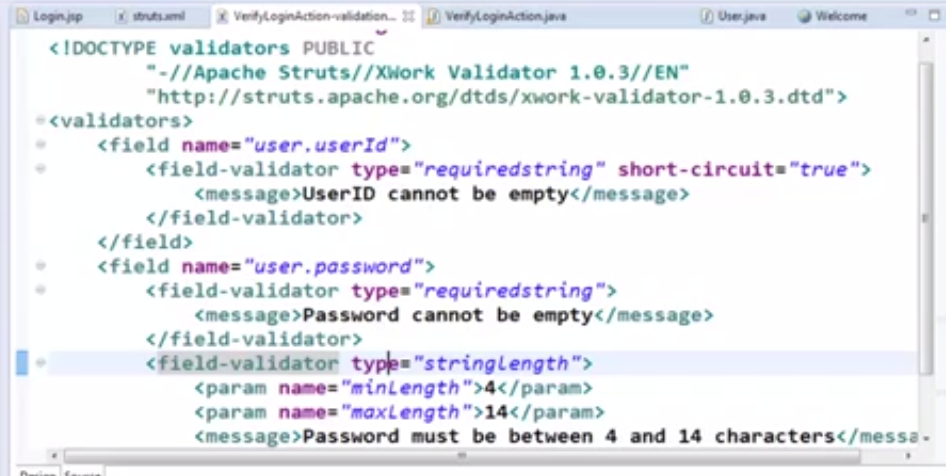 Login.jsp struts.xml VerifyLoginAction-validation... VerifyLoginAction.java User.java Welcome
<!DOCTYPE validators PUBLIC
"-//Apache Struts//XWork Validator 1.0.3//EN"
"http://struts.apache.org/dtds/xwork-validator-1.0.3.dtd">
<validators>
<field name="user.userId">
<field-validator type="requiredstring" short-circuit="true">
<message>UserID cannot be empty</message>
</field-validator>
</field>
<field name="user.password">
<field-validator type="requiredstring">
<message>Password cannot be empty</message>
</field-validator>
<field-validator type="stringlength">
<param name="minLength">4</param>
<param name="maxLength">14</param>
<message>Password must be between 4 and 14 characters</messa
Design Source